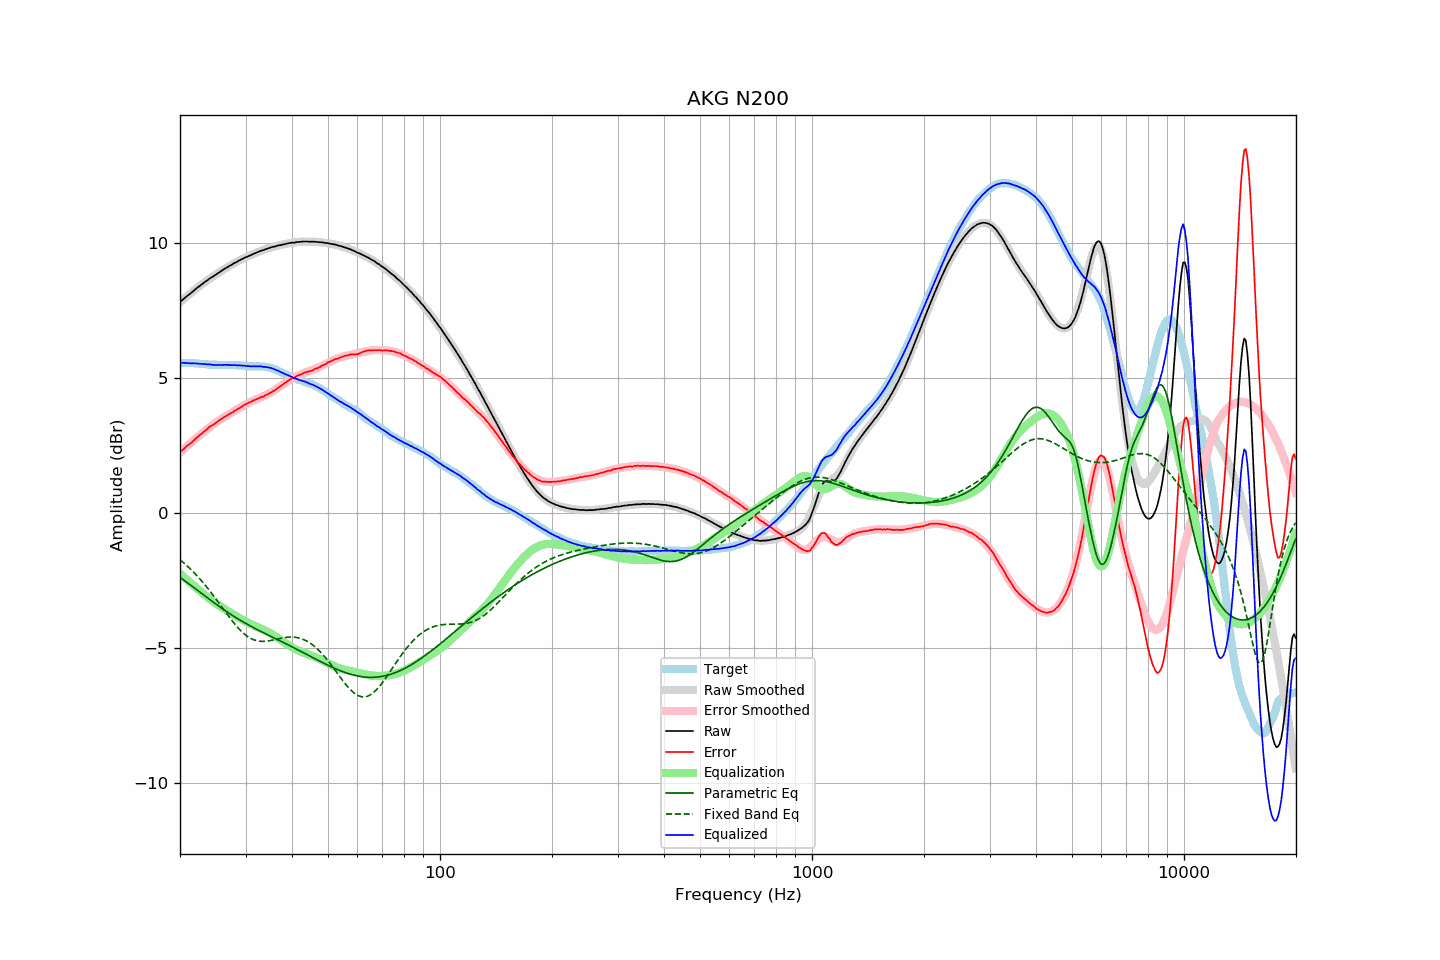 AKG N200
Amplitude (dBr)
10
5
0
−5
−10
Target
Raw Smoothed
Error Smoothed
Raw
Error
Equalization
Parametric Eq
Fixed Band Eq
Equalized
100
1000
10000
Frequency (Hz)